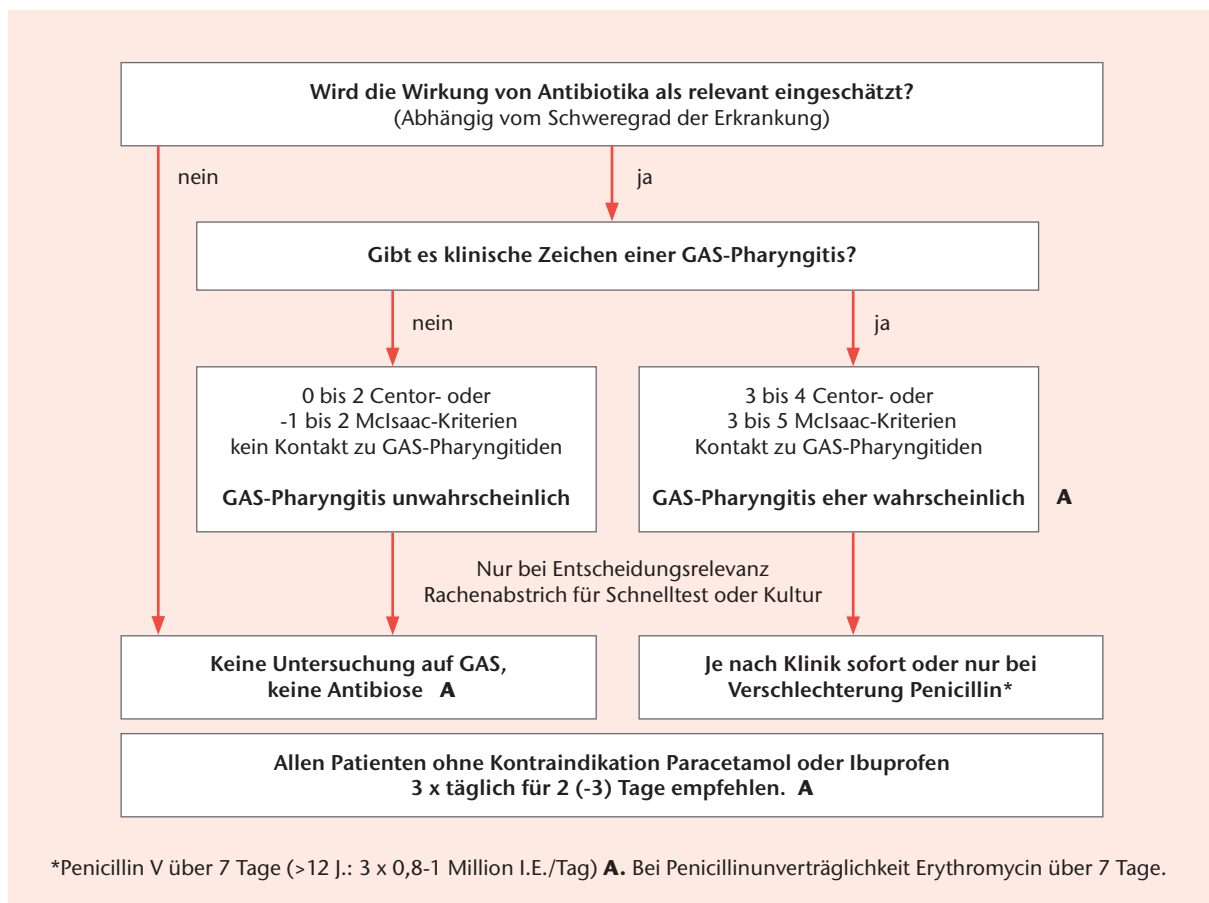 Wird die Wirkung von Antibiotika als relevant eingeschätzt?
(Abhängig vom Schweregrad der Erkrankung)
nein
ja
Gibt es klinische Zeichen einer GAS-Pharyngitis?
nein
ja
0 bis 2 Centor- oder
-1 bis 2 McIsaac-Kriterien
kein Kontakt zu GAS-Pharyngitiden
GAS-Pharyngitis unwahrscheinlich
3 bis 4 Centor- oder
3 bis 5 McIsaac-Kriterien
Kontakt zu GAS-Pharyngitiden
GAS-Pharyngitis eher wahrscheinlich A
Nur bei Entscheidungsrelevanz
Rachenabstrich für Schnelltest oder Kultur
Keine Untersuchung auf GAS,
keine Antibiose A
Je nach Klinik sofort oder nur bei
Verschlechterung Penicillin*
Allen Patienten ohne Kontraindikation Paracetamol oder Ibuprofen
3 x täglich für 2 (-3) Tage empfehlen. A
*Penicillin V über 7 Tage (>12 J.: 3 x 0,8-1 Million I.E./Tag) A. Bei Penicillinunverträglichkeit Erythromycin über 7 Tage.